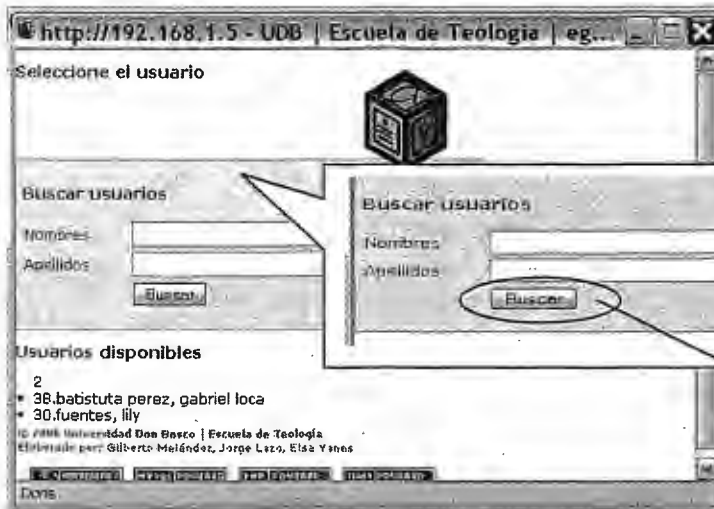 http://192.168.1.5 - UDB | Escuela de Teologia | eg...
Seleccione el usuario
Buscar usuarios
Nombres
Apellidos
Buscar
Buscar usuarios
Nombres
Apellidos
Buscar
Usuarios disponibles
2
38.batistuta perez, gabriel loca
30.fuentes, lily
Universidad Don Bosco | Escuela de Teologia
Elaborado por: Gilberto Meléndez, Jorge Lazo, Elsa Yanes
Done